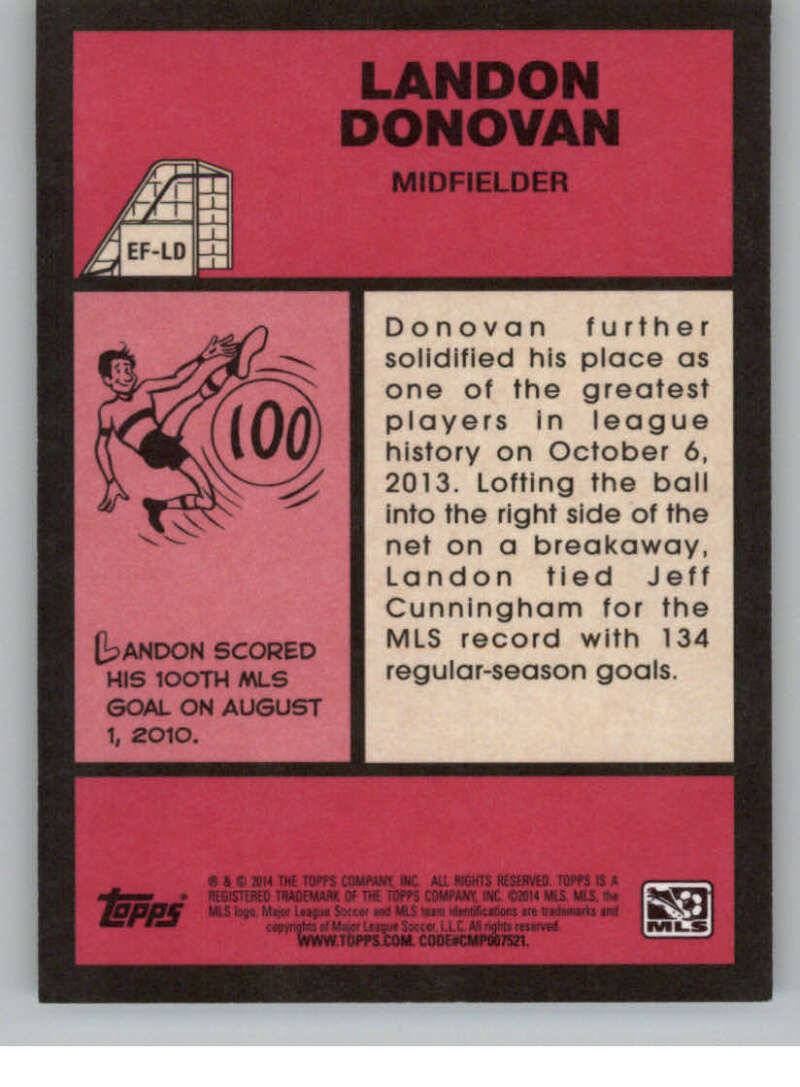 LANDON
DONOVAN
MIDFIELDER
EF-LD
100
LANDON SCORED
HIS 100TH MLS
GOAL ON AUGUST
1, 2010.
Donovan further
solidified his place as
one of the greatest
players in league
history on October 6,
2013. Lofting the ball
into the right side of the
net on a breakaway,
Landon tied Jeff
Cunningham for the
MLS record with 134
regular-season goals.
topps®
® & © 2014 THE TOPPS COMPANY, INC. ALL RIGHTS RESERVED. TOPPS IS A
REGISTERED TRADEMARK OF THE TOPPS COMPANY, INC. ©2014 MLS. MLS, the
MLS logo, Major League Soccer and MLS team identifications are trademarks and
copyrights of Major League Soccer, L.L.C. All rights reserved.
WWW.TOPPS.COM. CODE#CMP007521.
MLS